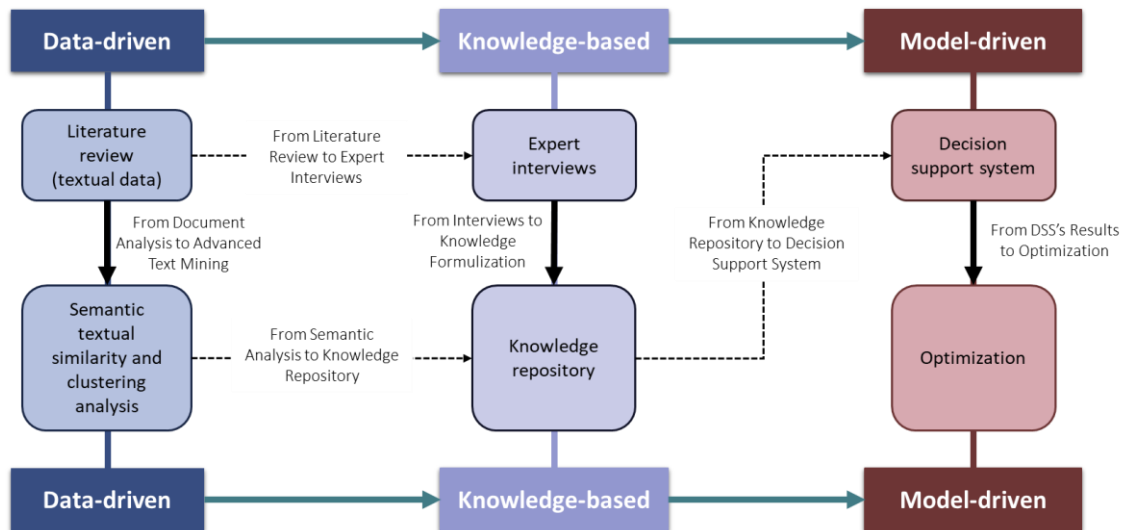 Data-driven
Knowledge-based
Model-driven
Literature
review
(textual data)
From Literature
Review to Expert
Interviews
Expert
interviews
Decision
support system
From Document
Analysis to Advanced
Text Mining
From Interviews to
Knowledge
Formulization
From Knowledge
Repository to Decision
Support System
From DSS's Results
to Optimization
Semantic
textual
similarity and
clustering
analysis
From Semantic
Analysis to Knowledge
Repository
Knowledge
repository
Optimization
Data-driven
Knowledge-based
Model-driven